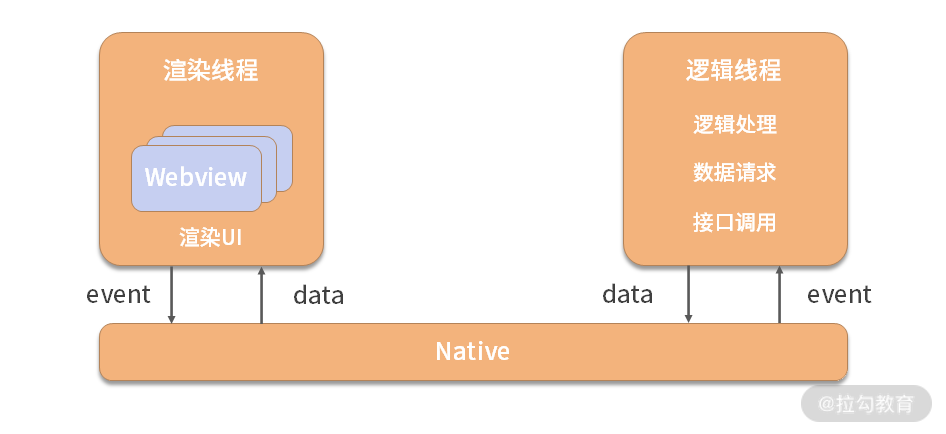 渲染线程
Webview
渲染UI
逻辑线程
逻辑处理
数据请求
接口调用
event
data
data
event
Native
@拉勾教育